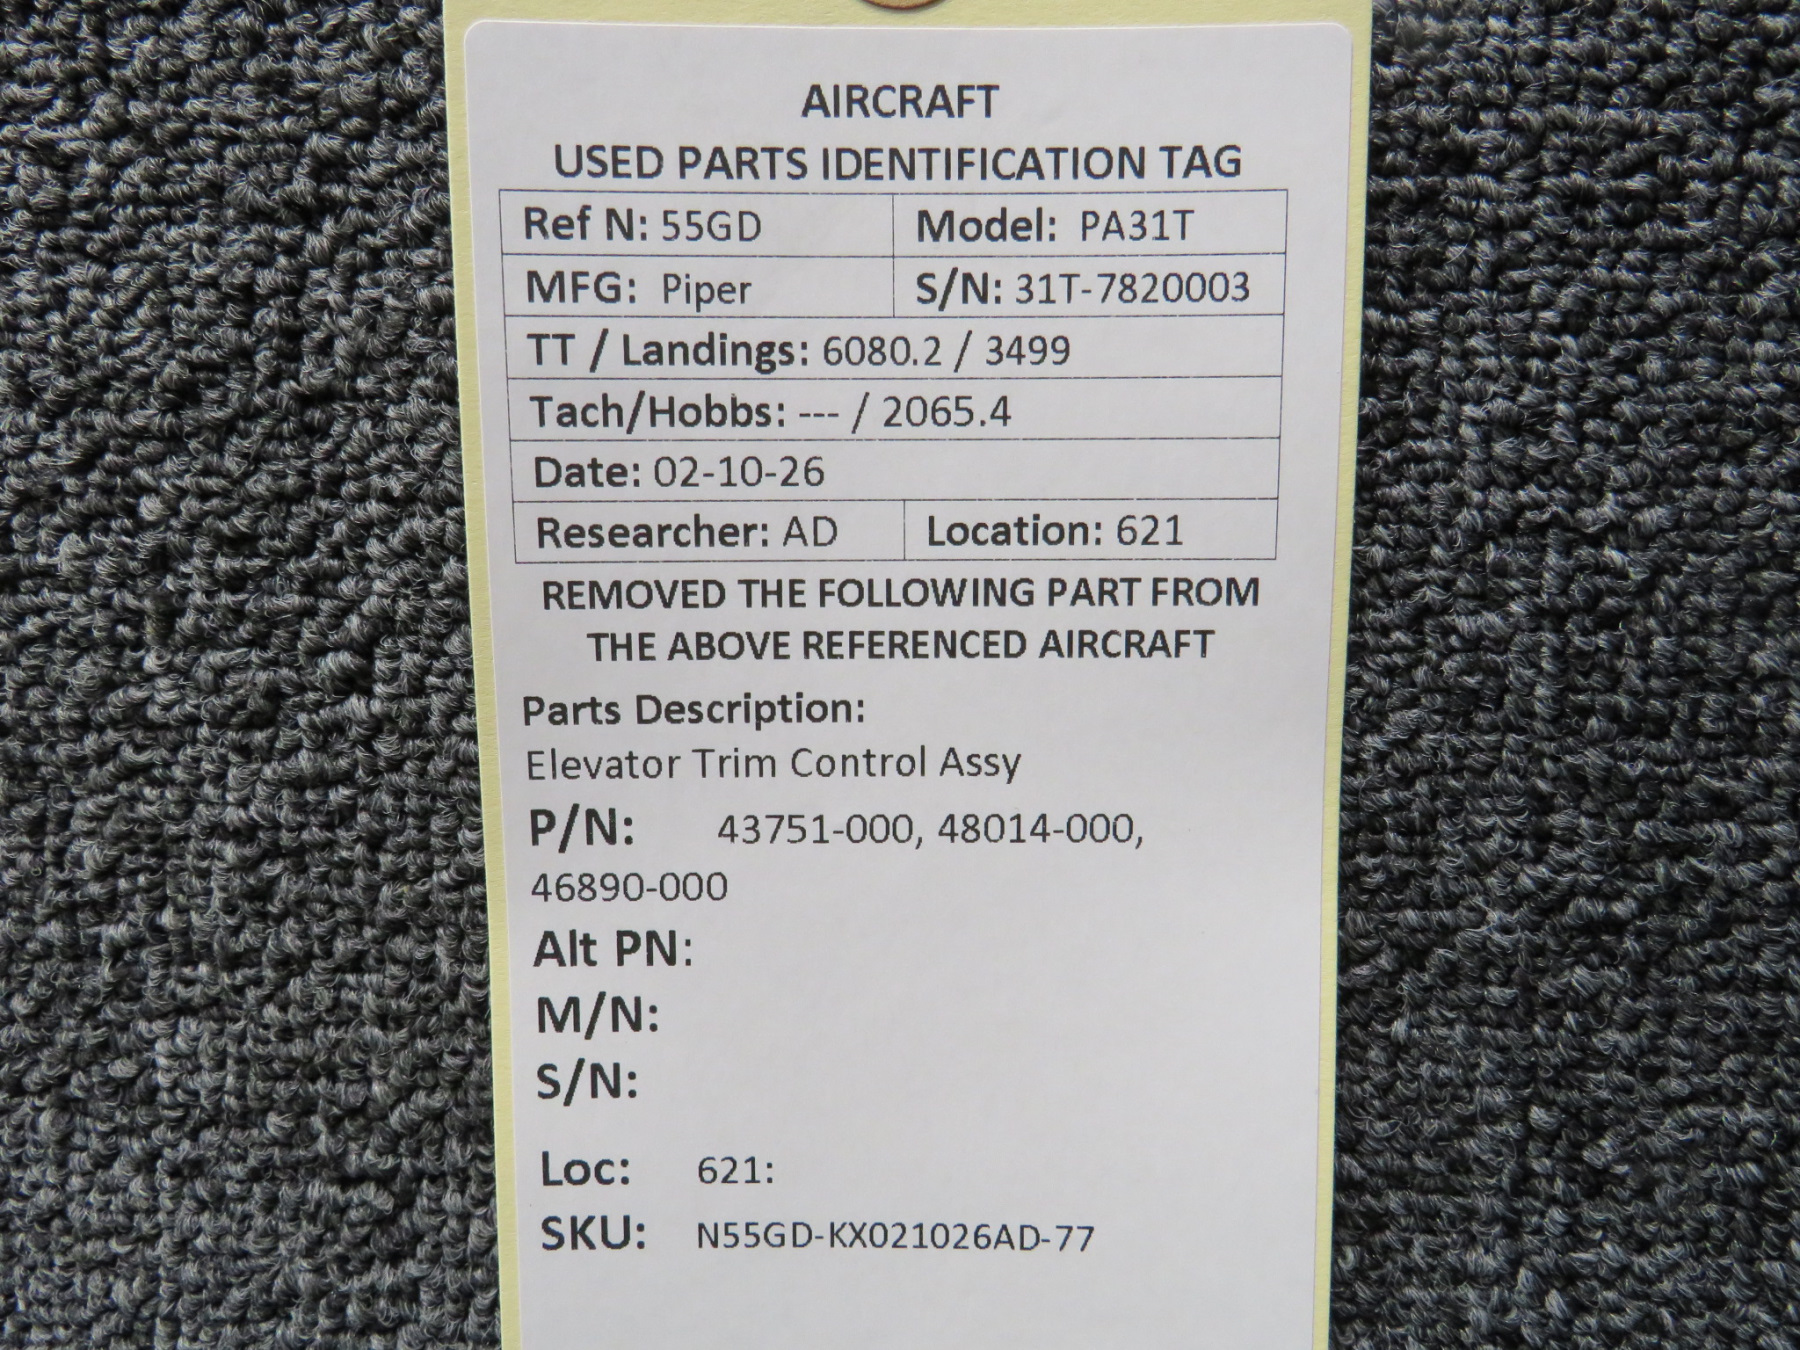 AIRCRAFT
USED PARTS IDENTIFICATION TAG
Ref N: 55GD Model: PA31T
MFG: Piper S/N: 31T-7820003
TT / Landings: 6080.2 / 3499
Tach/Hobbs: --- / 2065.4
Date: 02-10-26
Researcher: AD Location: 621
REMOVED THE FOLLOWING PART FROM
THE ABOVE REFERENCED AIRCRAFT
Parts Description:
Elevator Trim Control Assy
P/N: 43751-000, 48014-000,
46890-000
Alt PN:
M/N:
S/N:
Loc: 621:
SKU: N55GD-KX021026AD-77